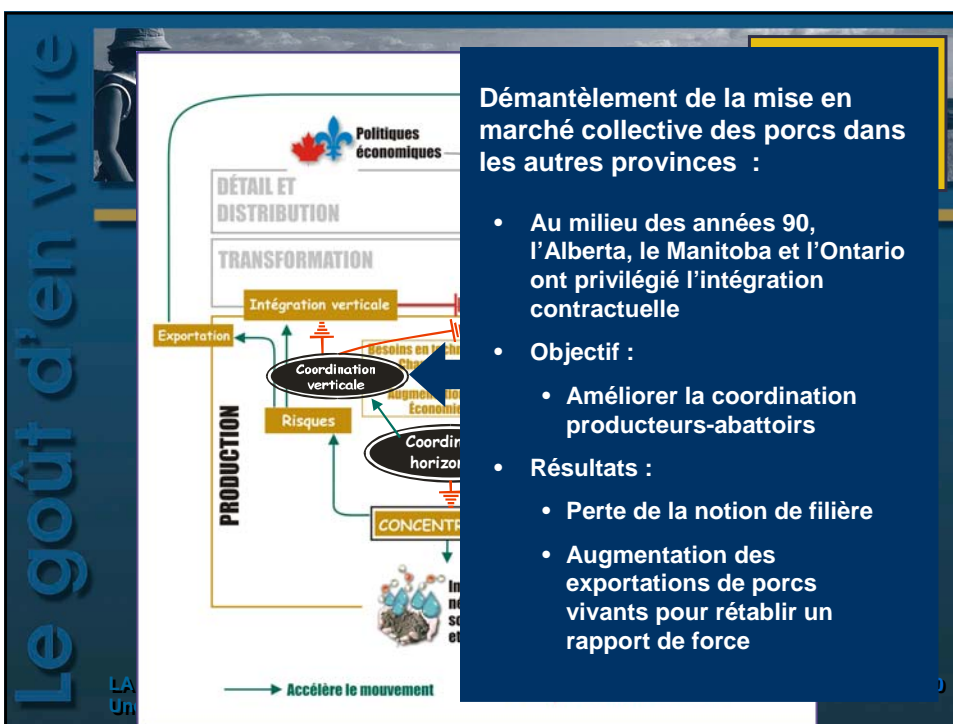 Le goût d'en vivre
Politiques
économiques
DÉTAIL ET
DISTRIBUTION
TRANSFORMATION
Intégration verticale
Exportation
Besoins en
Coordination
verticale
Risques
PRODUCTION
Accélère le mouvement
Démantèlement de la mise en
marché collective des porcs dans
les autres provinces :
• Au milieu des années 90,
l'Alberta, le Manitoba et l'Ontario
ont privilégié l'intégration
contractuelle
• Objectif :
• Améliorer la coordination
producteurs-abattoirs
• Résultats :
• Perte de la notion de filière
• Augmentation des
exportations de porcs
vivants pour rétablir un
rapport de force